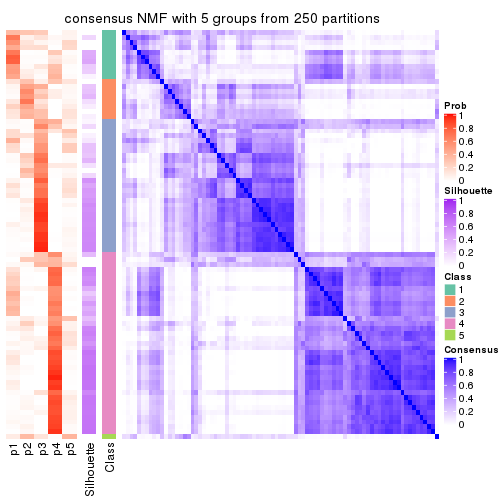 consensus NMF with 5 groups from 250 partitions
Prob
1
0.8
0.6
0.4
0.2
0
Silhouette
1
0.8
0.6
0.4
0.2
0
Class
1
2
3
4
5
Consensus
1
0.8
0.6
0.4
0.2
0
p1
p2
p3
p4
p5
Silhouette
Class